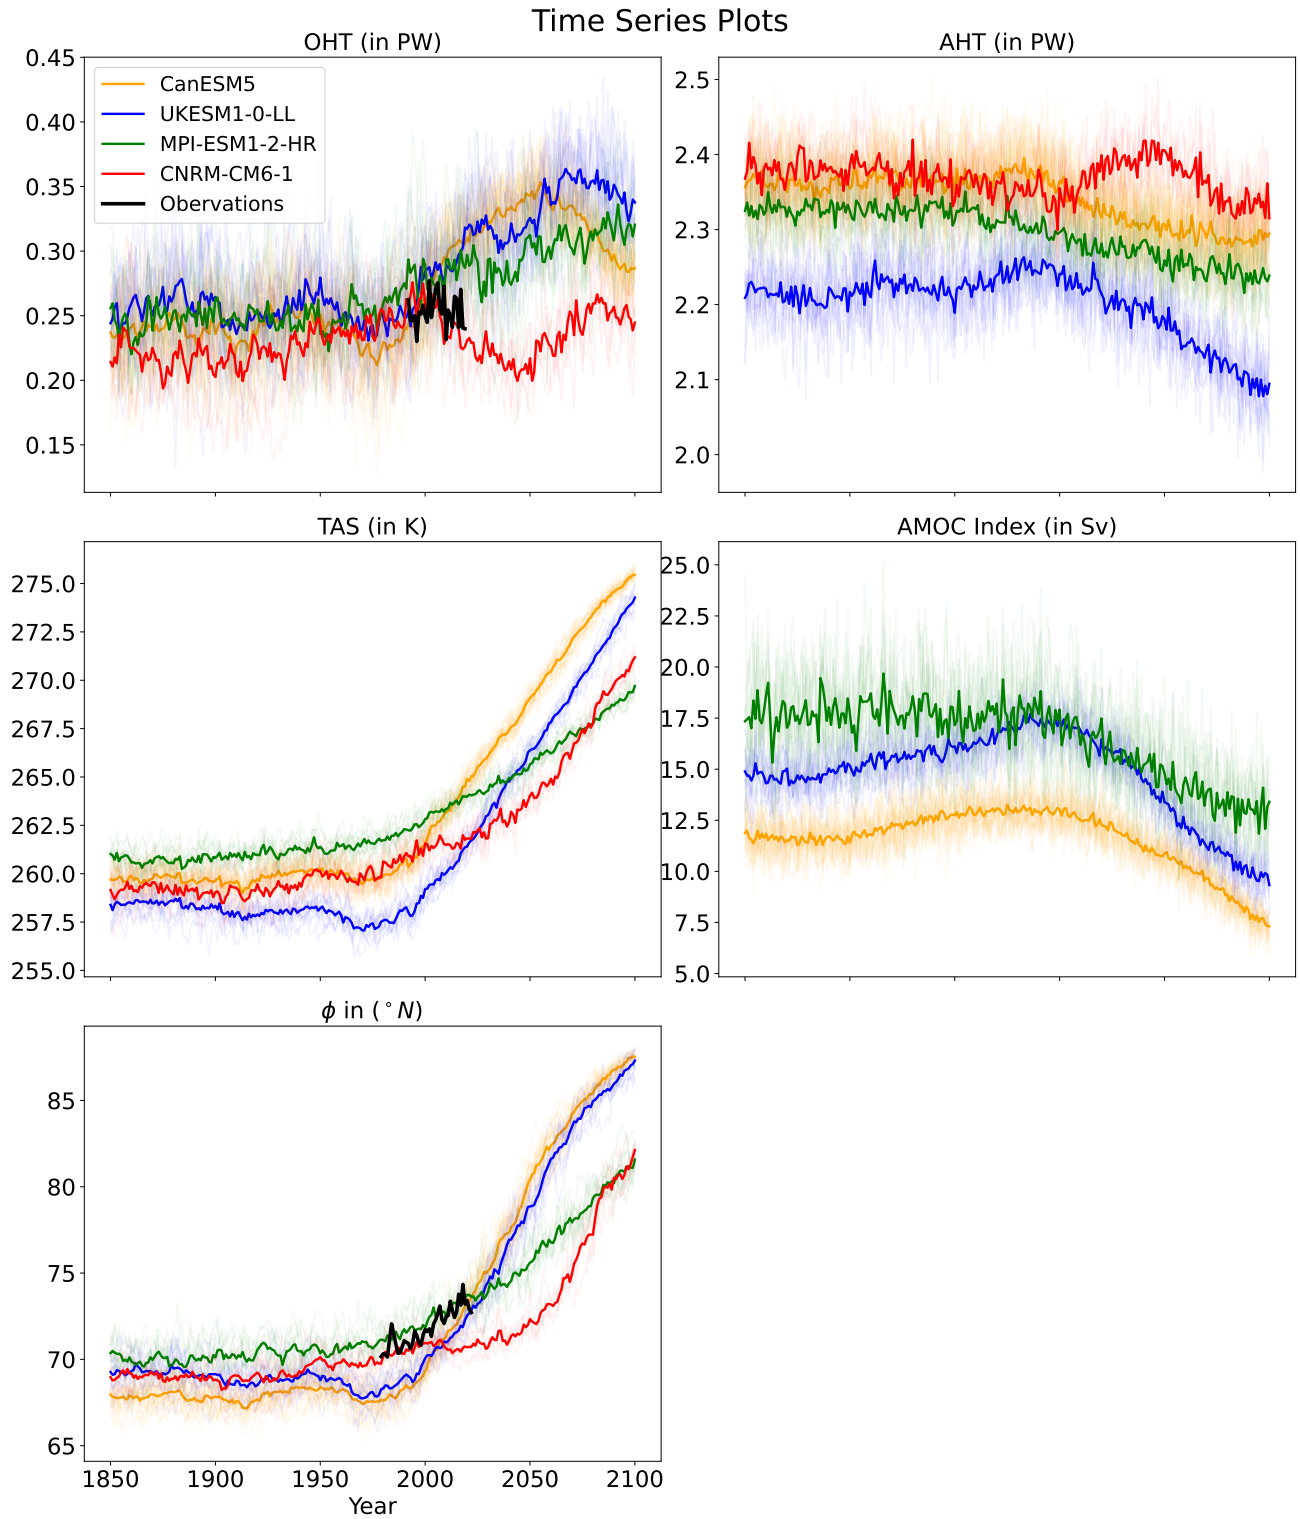 Time Series Plots
OHT (in PW)
0.45
0.40
0.35
0.30
0.25
0.20
0.15
CanESM5
UKESM1-0-LL
MPI-ESM1-2-HR
CNRM-CM6-1
Obervations
AHT (in PW)
2.5
2.4
2.3
2.2
2.1
2.0
TAS (in K)
275.0
272.5
270.0
267.5
265.0
262.5
260.0
257.5
255.0
AMOC Index (in Sv)
25.0
22.5
20.0
17.5
15.0
12.5
10.0
7.5
5.0
ϕ in (°N)
85
80
75
70
65
1850 1900 1950 2000 2050 2100
Year